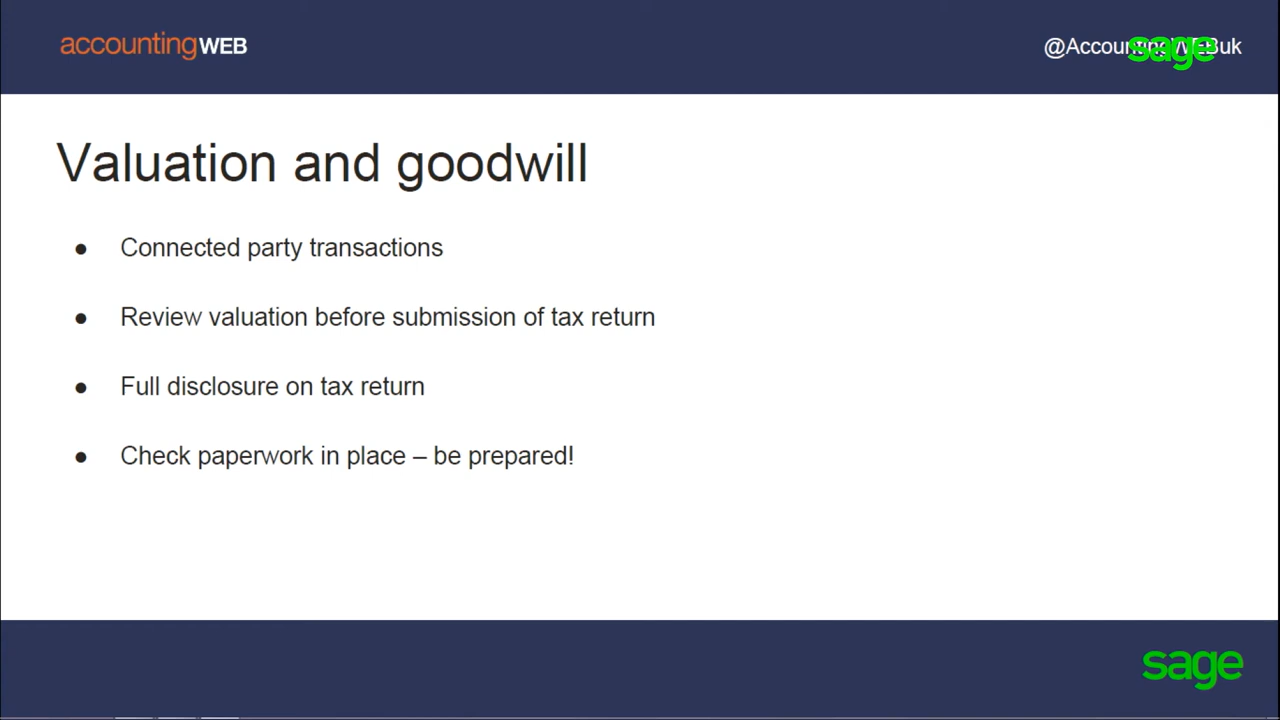 accountingWEB
@AccountingWEBuk
sage
Valuation and goodwill
● Connected party transactions
● Review valuation before submission of tax return
● Full disclosure on tax return
● Check paperwork in place – be prepared!
sage